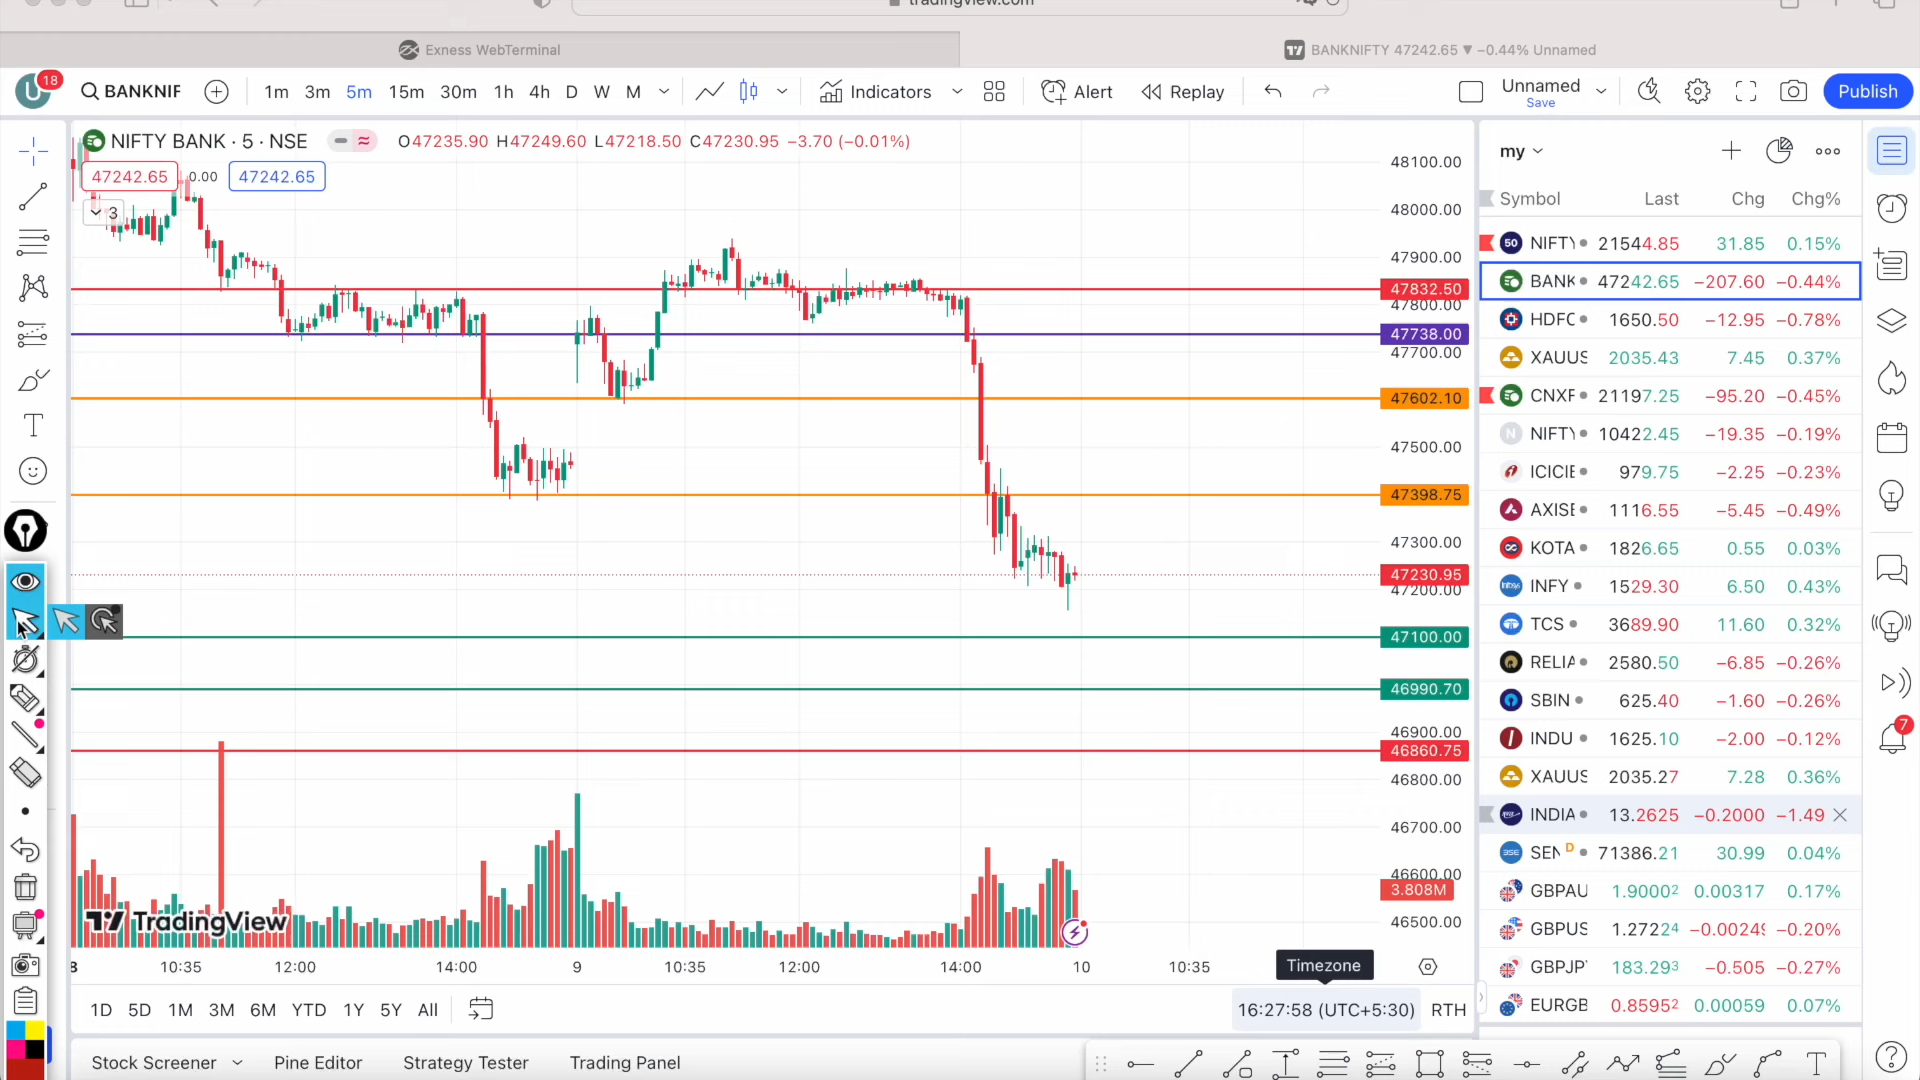 tradingview.com
Exness WebTerminal
BANKNIFTY 47242.65 ▼ −0.44% Unnamed
U 18
BANKNIF
1m 3m 5m 15m 30m 1h 4h D W M
Indicators
Alert
Replay
Unnamed
Save
Publish
NIFTY BANK · 5 · NSE
O47235.90 H47249.60 L47218.50 C47230.95 −3.70 (−0.01%)
47242.65 0.00 47242.65
3
48100.00
48000.00
47900.00
47832.50
47800.00
47738.00
47700.00
47602.10
47500.00
47398.75
47300.00
47230.95
47200.00
47100.00
46990.70
46900.00
46860.75
46800.00
46700.00
46600.00
3.808M
46500.00
TradingView
8 10:35 12:00 14:00 9 10:35 12:00 14:00 10 10:35
Timezone
1D 5D 1M 3M 6M YTD 1Y 5Y All
16:27:58 (UTC+5:30) RTH
Stock Screener Pine Editor Strategy Tester Trading Panel
my
Symbol Last Chg Chg%
50 NIFTY 21544.85 31.85 0.15%
BANK 47242.65 −207.60 −0.44%
HDFC 1650.50 −12.95 −0.78%
XAUUS 2035.43 7.45 0.37%
CNXF 21197.25 −95.20 −0.45%
N NIFTY 10422.45 −19.35 −0.19%
ICICIB 979.75 −2.25 −0.23%
AXISB 1116.55 −5.45 −0.49%
KOTA 1826.65 0.55 0.03%
INFY 1529.30 6.50 0.43%
TCS 3689.90 11.60 0.32%
RELIA 2580.50 −6.85 −0.26%
SBIN 625.40 −1.60 −0.26%
INDU 1625.10 −2.00 −0.12%
XAUUS 2035.27 7.28 0.36%
INDIA 13.2625 −0.2000 −1.49
SEN D 71386.21 30.99 0.04%
GBPAU 1.90002 0.00317 0.17%
GBPUS 1.27224 −0.00249 −0.20%
GBPJP 183.293 −0.505 −0.27%
EURGB 0.85952 0.00059 0.07%
7